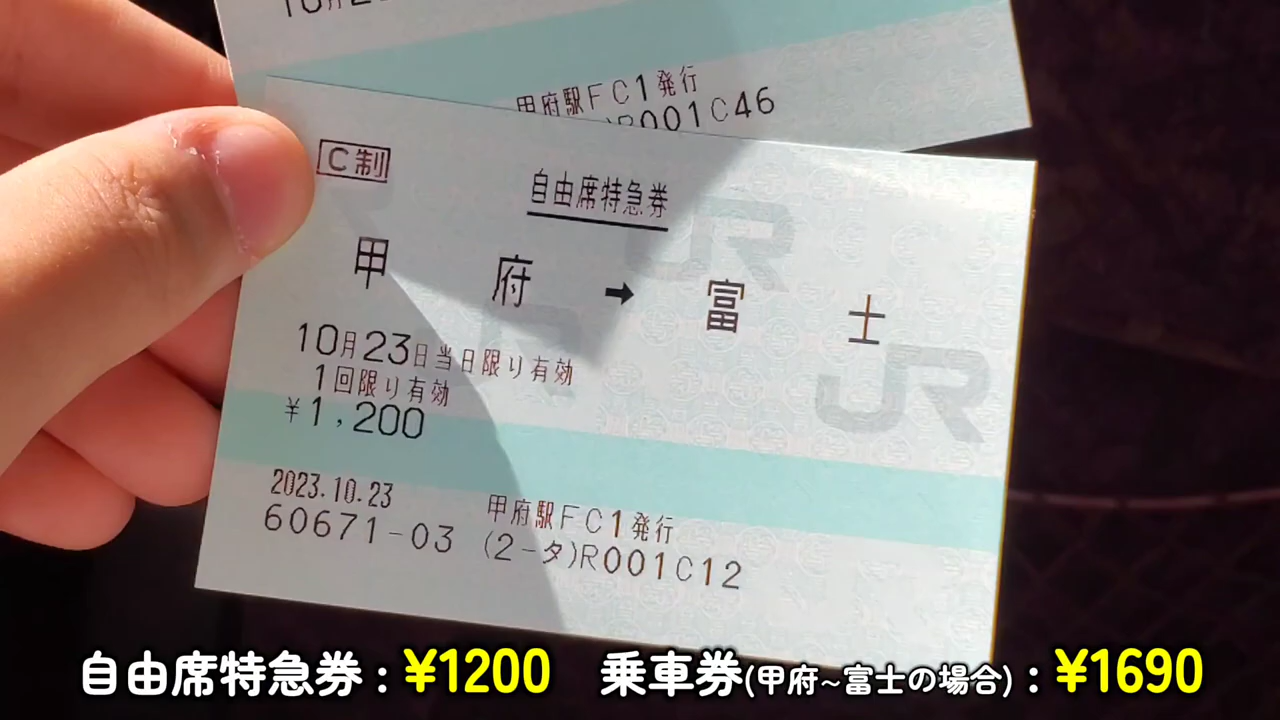 甲府駅FC1発行
R001C46
C制
自由席特急券
甲府➡富士
10月23日当日限り有効
1回限り有効
¥1,200
2023.10.23
甲府駅FC1発行
60671-03 (2-タ)R001C12
JR
JR
自由席特急券:¥1200 乗車券(甲府~富士の場合):¥1690